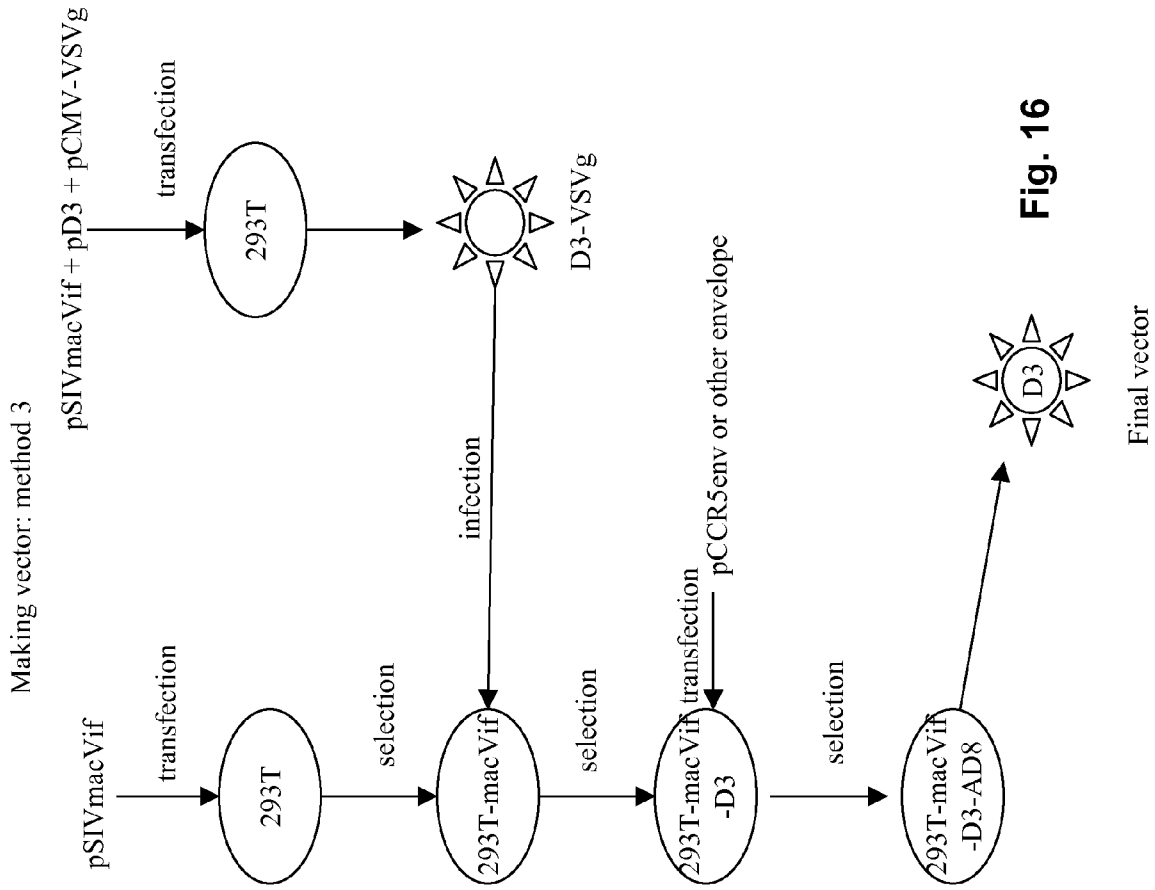 Making vector: method 3
pSIVmacVif
pSIVmacVif + pD3 + pCMV-VSVg
transfection
transfection
293T
293T
selection
D3-VSVg
infection
293T-macVif
selection
293T-macVif
-D3
transfection
pCCR5env or other envelope
selection
293T-macVif
-D3-AD8
D3
Final vector
Fig. 16